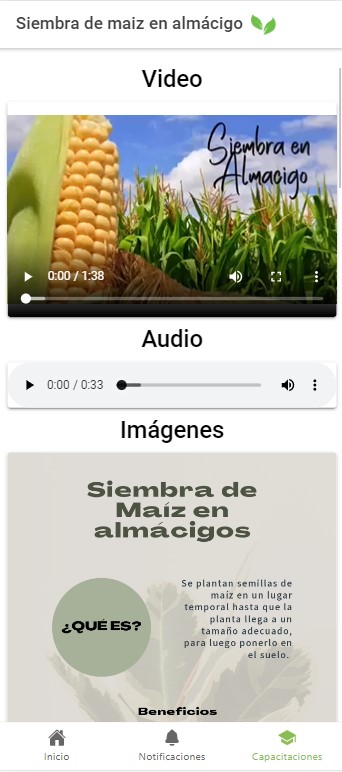 Siembra de maiz en almácigo
Video
Siembra en
Almacigo
0:00 / 1:38
Audio
0:00 / 0:33
Imágenes
Siembra de
Maíz en
almácigos
¿QUÉ ES?
Se plantan semillas de
maíz en un lugar
temporal hasta que la
planta llega a un
tamaño adecuado,
para luego ponerlo en
el suelo.
Beneficios
Inicio
Notificaciones
Capacitaciones